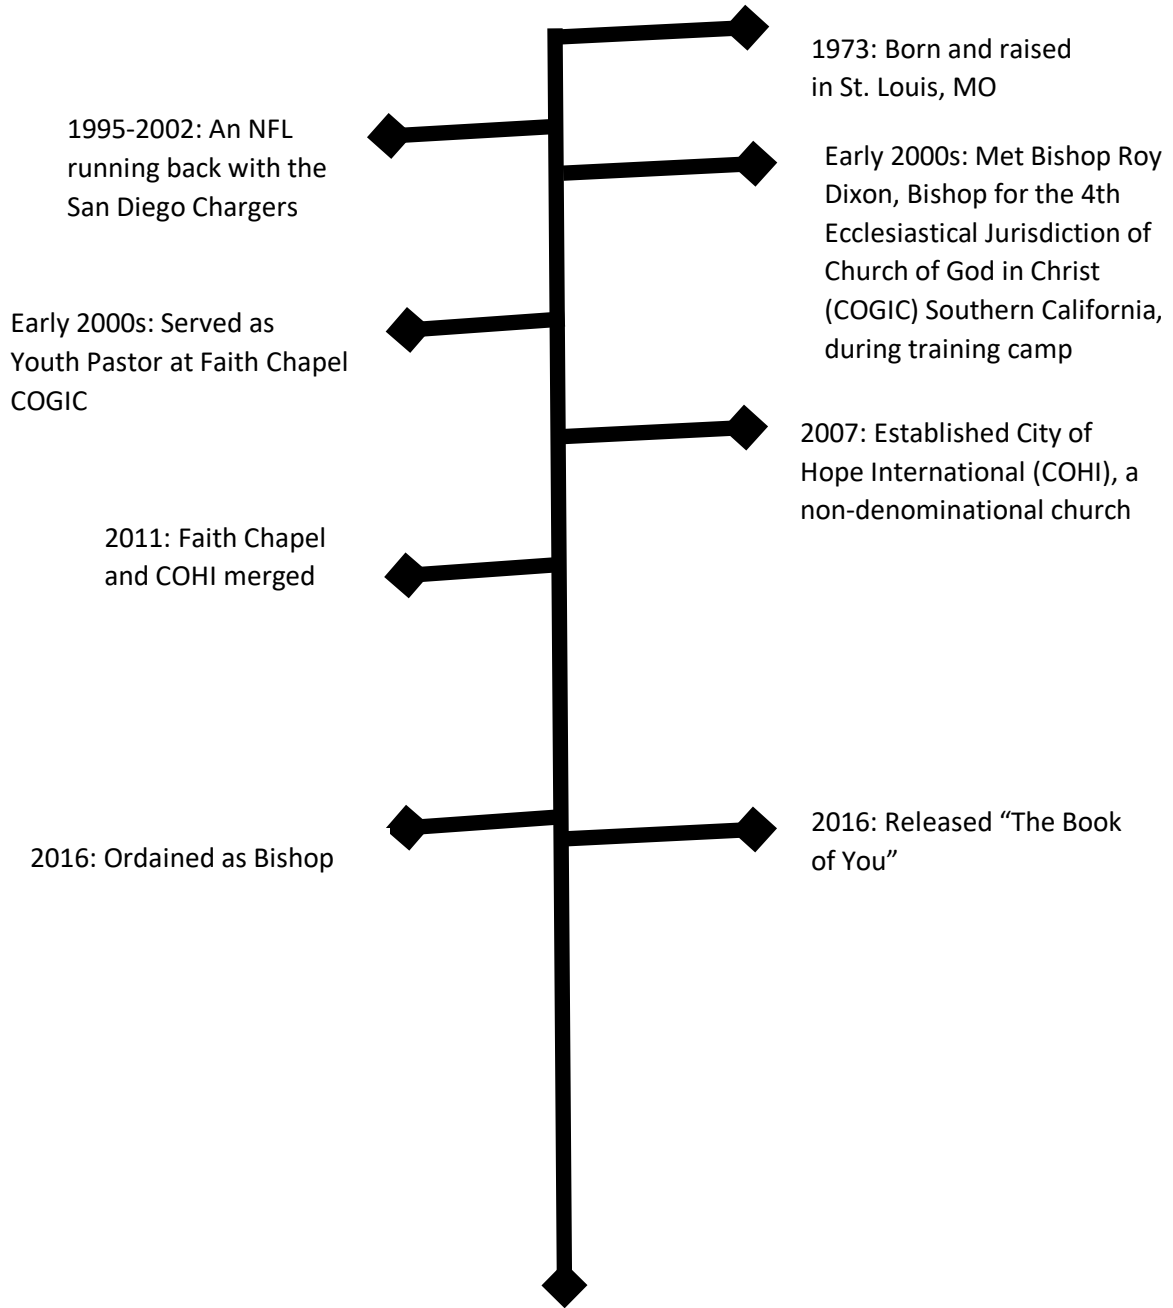 1973: Born and raised
in St. Louis, MO
1995-2002: An NFL
running back with the
San Diego Chargers
Early 2000s: Met Bishop Roy
Dixon, Bishop for the 4th
Ecclesiastical Jurisdiction of
Church of God in Christ
(COGIC) Southern California,
during training camp
Early 2000s: Served as
Youth Pastor at Faith Chapel
COGIC
2007: Established City of
Hope International (COHI), a
non-denominational church
2011: Faith Chapel
and COHI merged
2016: Ordained as Bishop
2016: Released “The Book
of You”